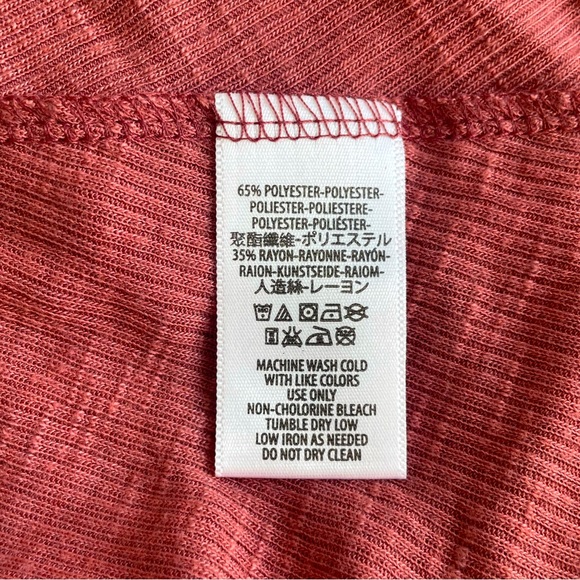 65% POLYESTER-POLYESTER-
POLIESTER-POLIESTERE-
POLYESTER-POLIÉSTER-
聚酯纖維-ポリエステル
35% RAYON-RAYONNE-RAYÓN-
RAION-KUNSTSEIDE-RAIOM-
人造絲-レーヨン
MACHINE WASH COLD
WITH LIKE COLORS
USE ONLY
NON-CHOLORINE BLEACH
TUMBLE DRY LOW
LOW IRON AS NEEDED
DO NOT DRY CLEAN